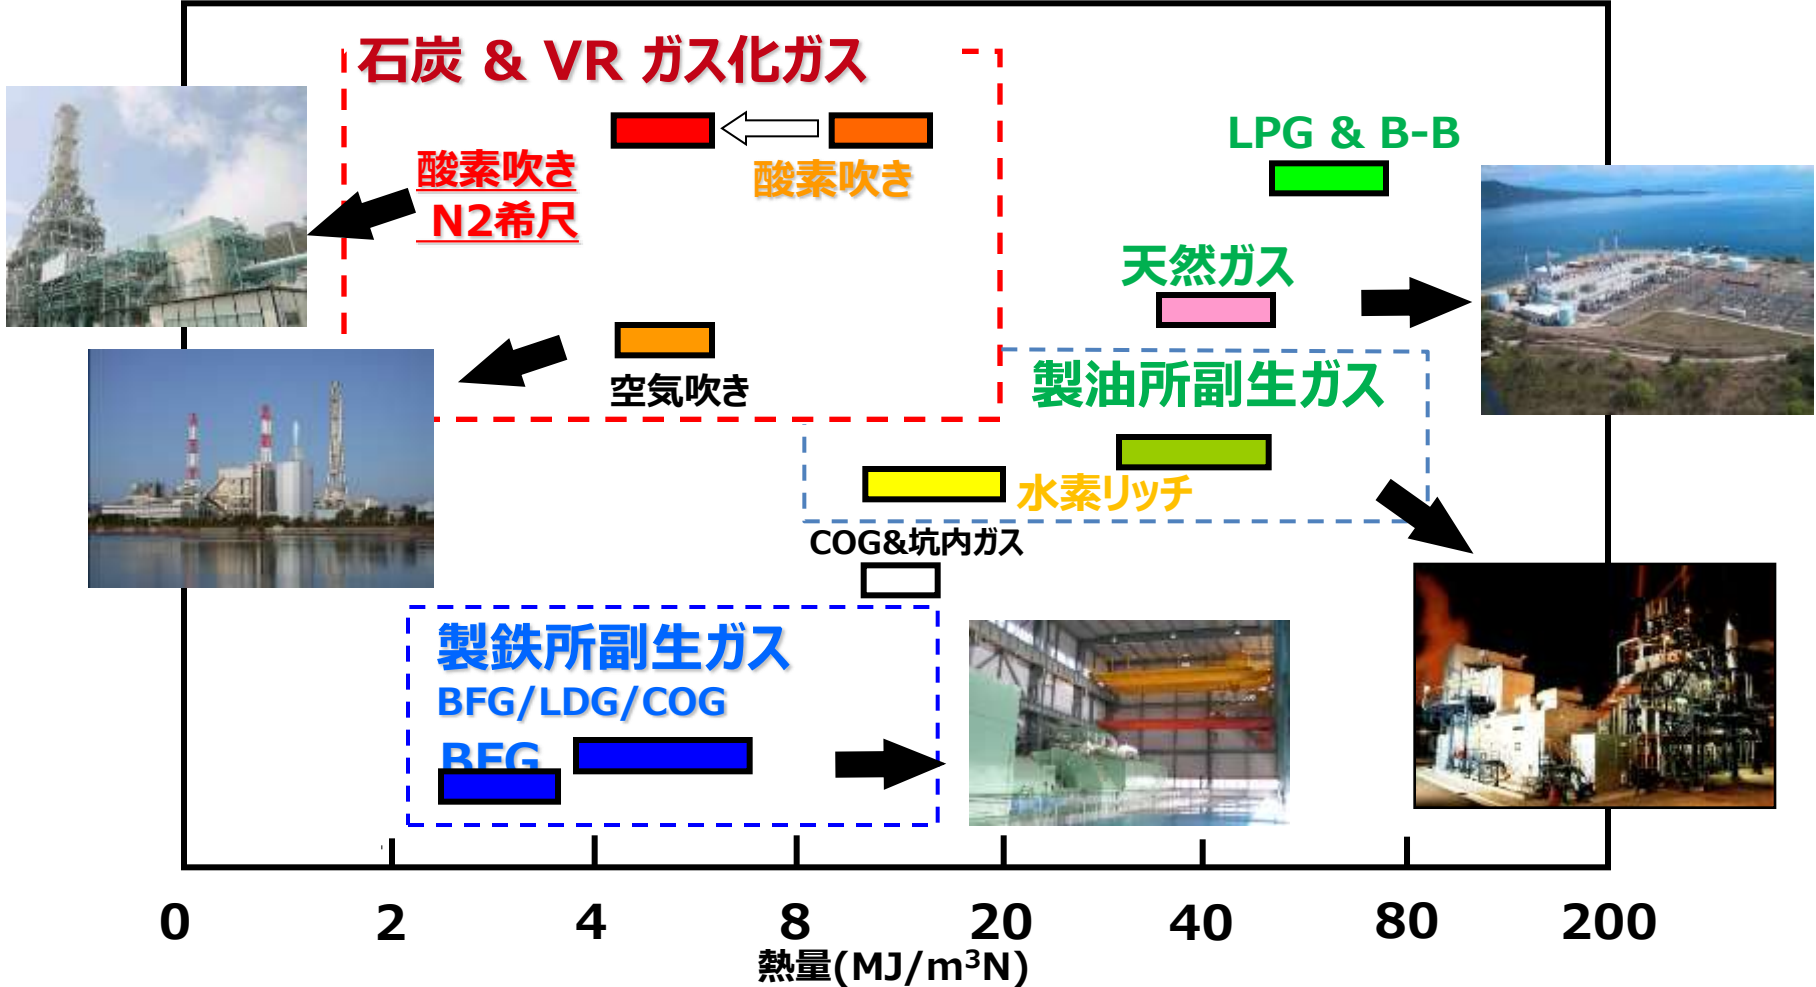 石炭 & VR ガス化ガス
酸素吹き
N2希尺
酸素吹き
空気吹き
LPG & B-B
天然ガス
製油所副生ガス
水素リッチ
COG&坑内ガス
製鉄所副生ガス
BFG/LDG/COG
BFG
0 2 4 8 20 40 80 200
熱量(MJ/m³N)